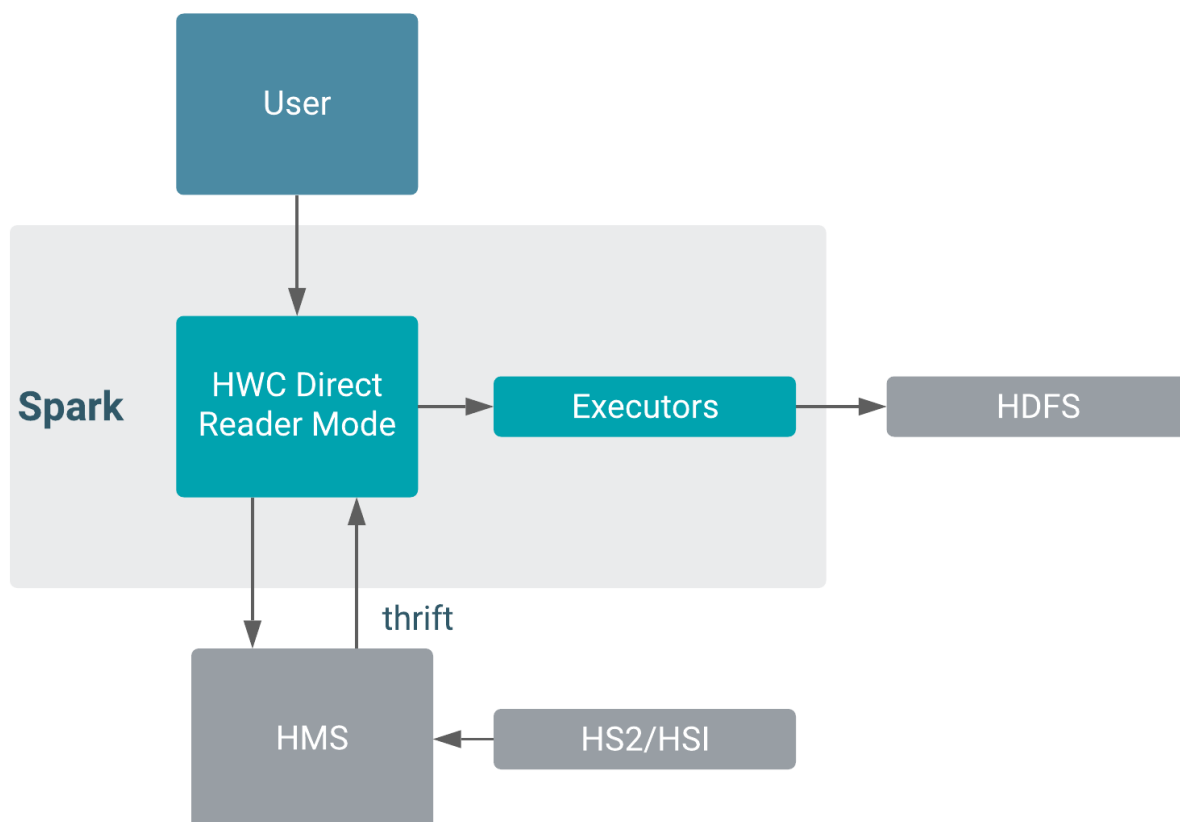 User
Spark
HWC Direct
Reader Mode
Executors
HDFS
thrift
HMS
HS2/HSI